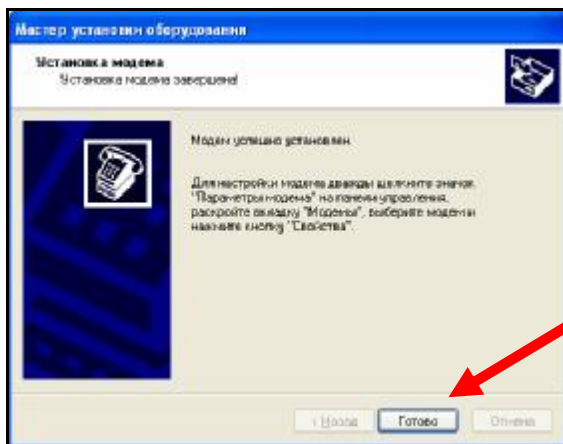 Мастер установки оборудования
Установка модема
Установка модема завершена!
Модем успешно установлен.
Для настройки модема дважды щелкните значок
"Параметры модема" на панели управления,
раскройте вкладку "Модемы", выберите модем и
нажмите кнопку "Свойства".
< Назад
Готово
Отмена